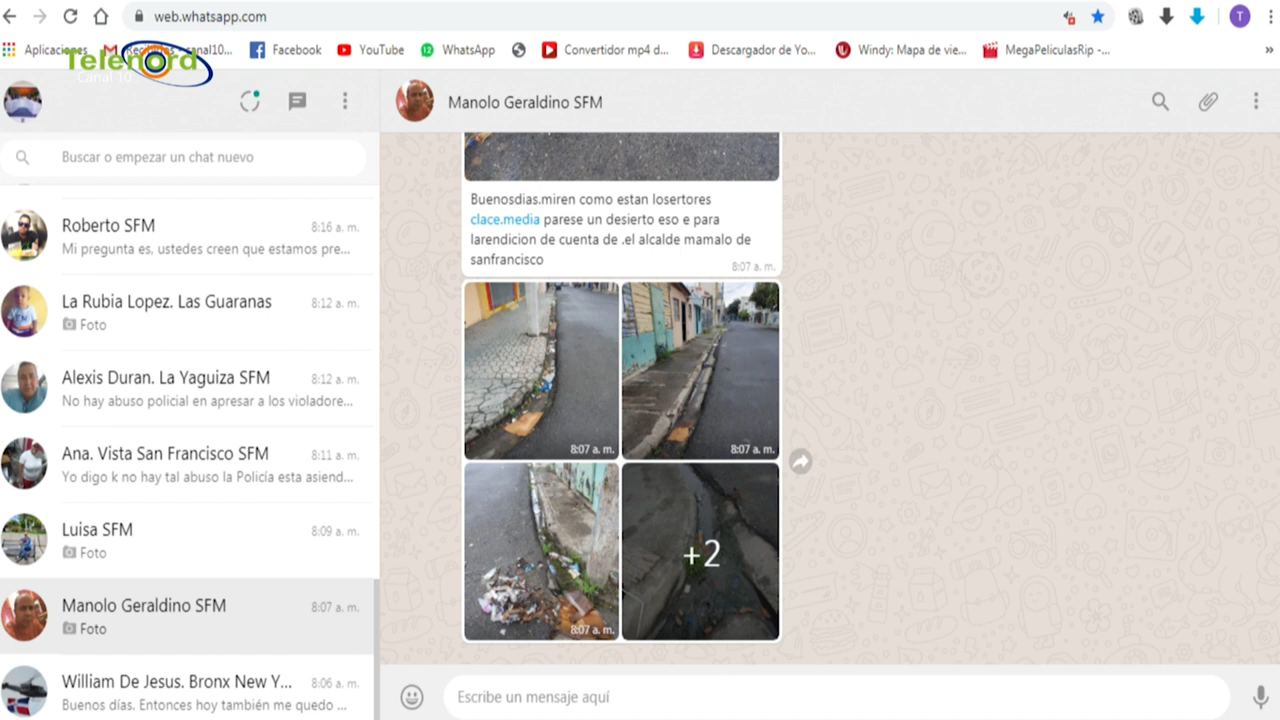 web.whatsapp.com
T
Aplicaciones
canal10...
Facebook
YouTube
12
WhatsApp
Convertidor mp4 d...
Descargador de Yo...
Windy: Mapa de vie...
MegaPeliculasRip -...
»
Telenord
Canal 10
Manolo Geraldino SFM
Buscar o empezar un chat nuevo
Roberto SFM
8:16 a. m.
Mi pregunta es, ustedes creen que estamos pre...
La Rubia Lopez. Las Guaranas
8:12 a. m.
Foto
Alexis Duran. La Yaguiza SFM
8:12 a. m.
No hay abuso policial en apresar a los violadore...
Ana. Vista San Francisco SFM
8:11 a. m.
Yo digo k no hay tal abuso la Policía esta asiend...
Luisa SFM
8:09 a. m.
Foto
Manolo Geraldino SFM
8:07 a. m.
Foto
William De Jesus. Bronx New Y...
8:06 a. m.
Buenos días. Entonces hoy también me quedo ...
Buenosdias.miren como estan losertores
clace.media parese un desierto eso e para
larendicion de cuenta de .el alcalde mamalo de
sanfrancisco
8:07 a. m.
8:07 a. m.
8:07 a. m.
8:07 a. m.
+2
Escribe un mensaje aquí